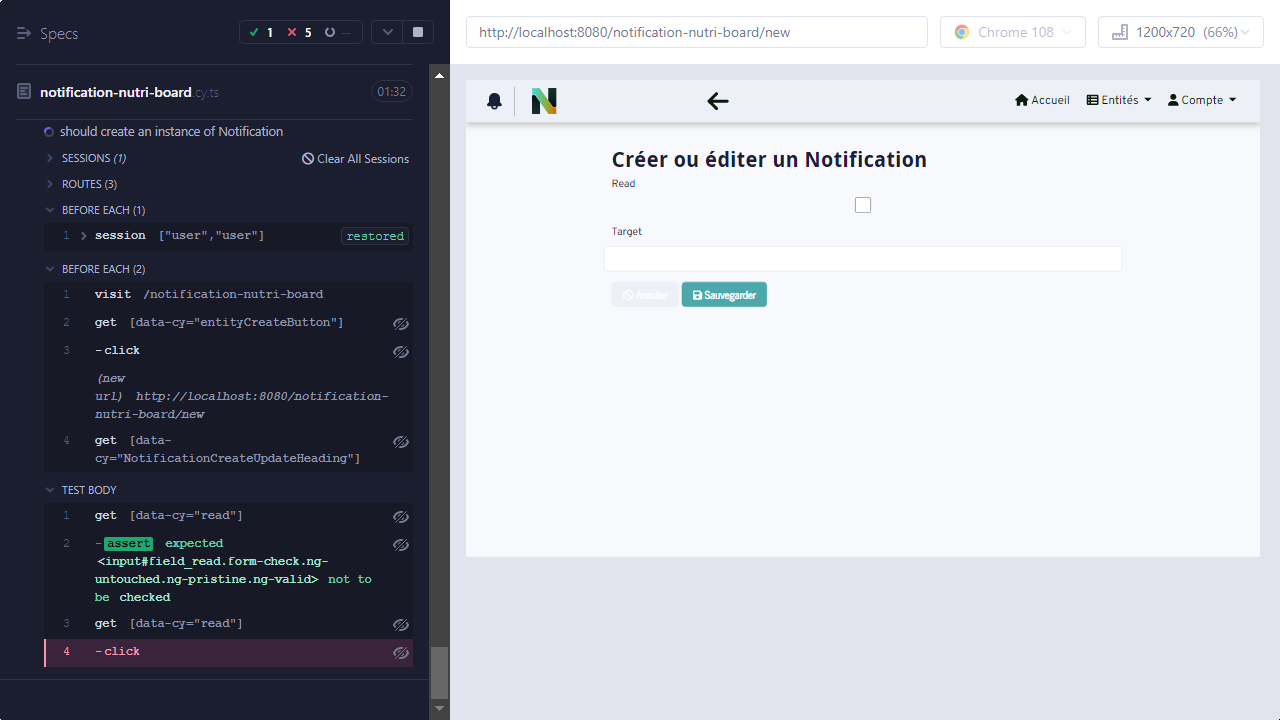 Specs
1 5 --
notification-nutri-board.cy.ts 01:32
should create an instance of Notification
SESSIONS (1) Clear All Sessions
ROUTES (3)
BEFORE EACH (1)
1 session ["user","user"] restored
BEFORE EACH (2)
1 visit /notification-nutri-board
2 get [data-cy="entityCreateButton"]
3 -click
(new
url) http://localhost:8080/notification-
nutri-board/new
4 get [data-
cy="NotificationCreateUpdateHeading"]
TEST BODY
1 get [data-cy="read"]
2 -assert expected
<input#field_read.form-check.ng-
untouched.ng-pristine.ng-valid> not to
be checked
3 get [data-cy="read"]
4 -click
http://localhost:8080/notification-nutri-board/new
Chrome 108
1200x720 (66%)
N
Accueil
Entités
Compte
Créer ou éditer un Notification
Read
Target
Annuler
Sauvegarder